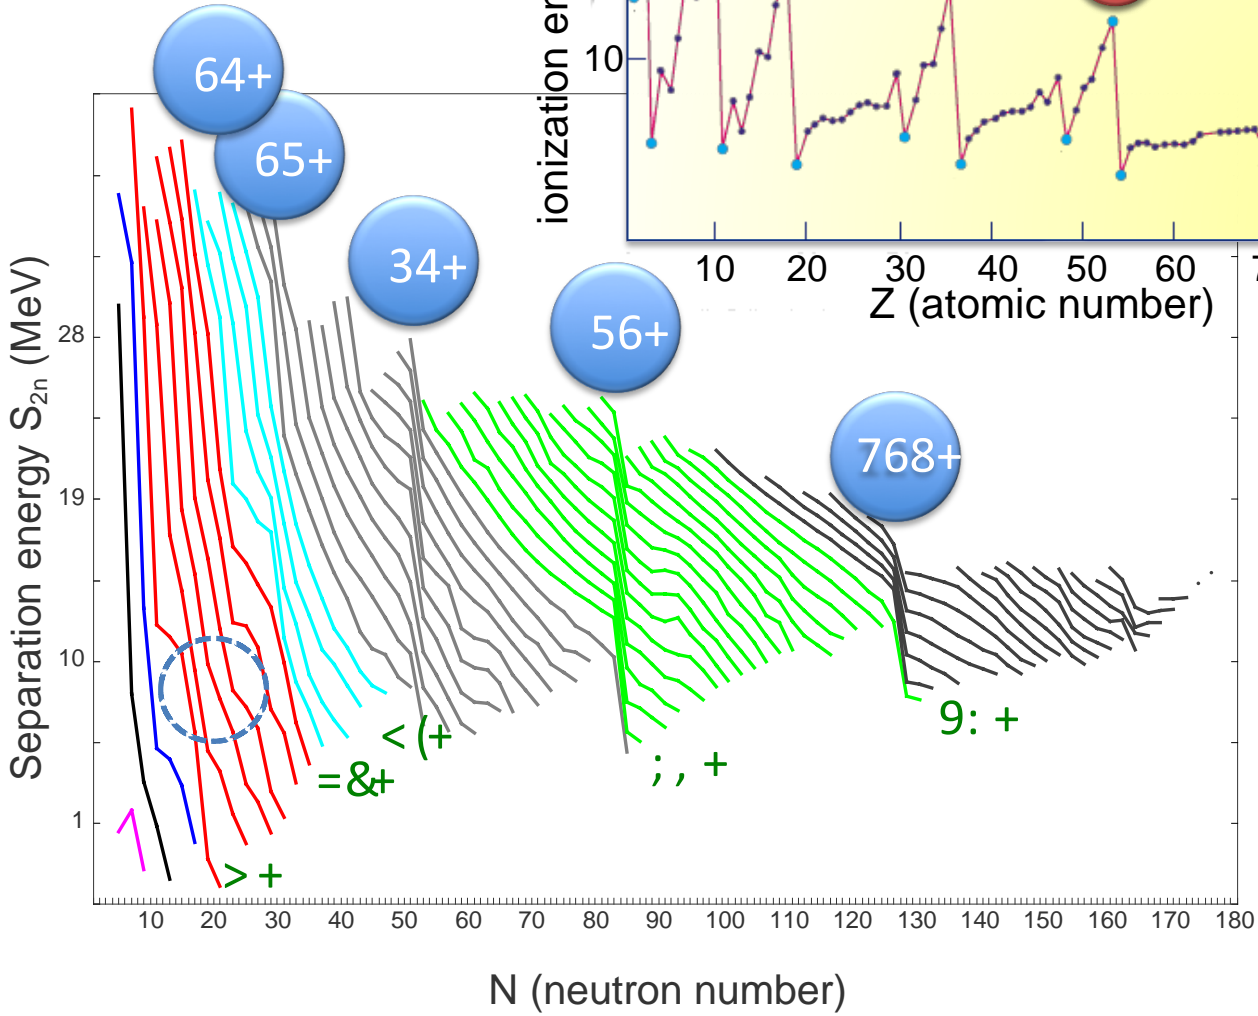 64+
65+
34+
56+
768+
ionization en
10
10 20 30 40 50 60 7
Z (atomic number)
Separation energy S2n (MeV)
28
19
10
1
<(+
=&+
>+
;, +
9: +
10 20 30 40 50 60 70 80 90 100 110 120 130 140 150 160 170 180
N (neutron number)